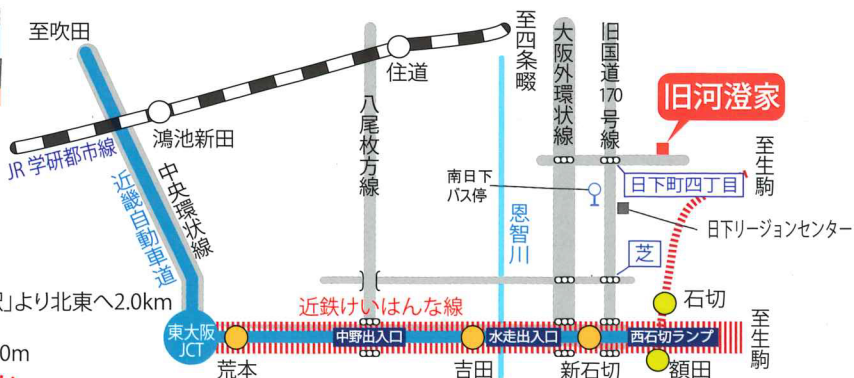 至吹田
至四条畷
大阪外環状線
旧国道170号線
住道
八尾枚方線
鴻池新田
JR学研都市線
近畿自動車道
中央環状線
旧河澄家
至生駒
南日下
バス停
日下町四丁目
恩智川
日下リージョンセンター
芝
」より北東へ2.0km
近鉄けいはんな線
石切
東大阪
JCT
中野出入口
水走出入口
西石切ランプ
至生駒
0m
荒本
吉田
新石切
額田